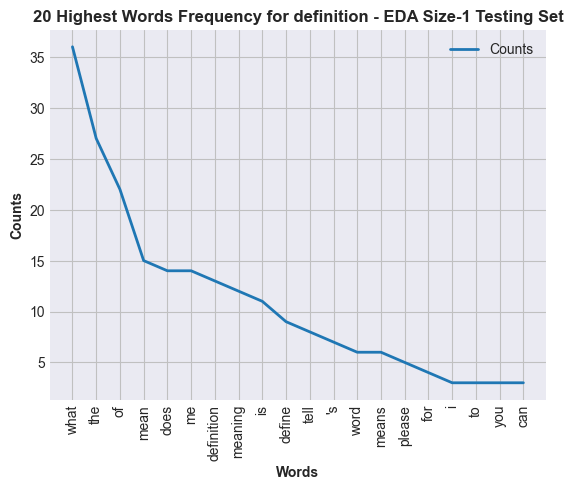 20 Highest Words Frequency for definition - EDA Size-1 Testing Set
Counts
35
30
25
20
15
10
5
Counts
what
the
of
mean
does
me
definition
meaning
is
define
tell
's
word
means
please
for
i
to
you
can
Words